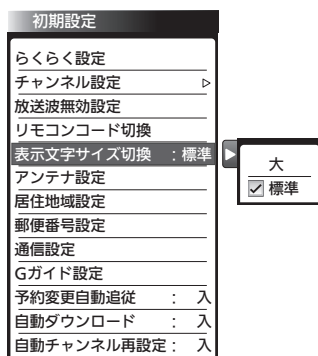 初期設定
らくらく設定
チャンネル設定
放送波無効設定
リモコンコード切換
表示文字サイズ切換 :標準
大
標準
アンテナ設定
居住地域設定
郵便番号設定
通信設定
Gガイド設定
予約変更自動追従 : 入
自動ダウンロード : 入
自動チャンネル再設定: 入